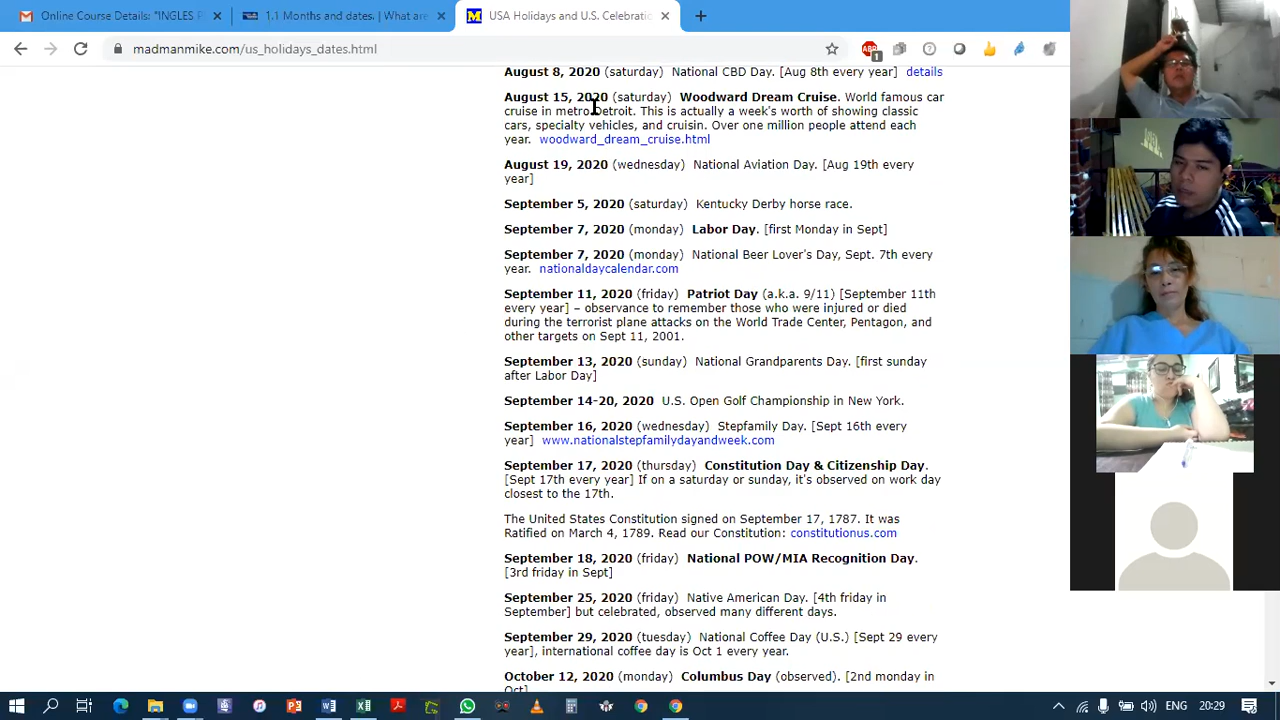 Online Course Details: "INGLES P
1.1 Months and dates. | What are
USA Holidays and U.S. Celebratio
madmanmike.com/us_holidays_dates.html
ABP
1
August 8, 2020 (saturday) National CBD Day. [Aug 8th every year] details
August 15, 2020 (saturday) Woodward Dream Cruise. World famous car
cruise in metro Detroit. This is actually a week's worth of showing classic
cars, specialty vehicles, and cruisin. Over one million people attend each
year. woodward_dream_cruise.html
August 19, 2020 (wednesday) National Aviation Day. [Aug 19th every
year]
September 5, 2020 (saturday) Kentucky Derby horse race.
September 7, 2020 (monday) Labor Day. [first Monday in Sept]
September 7, 2020 (monday) National Beer Lover's Day, Sept. 7th every
year. nationaldaycalendar.com
September 11, 2020 (friday) Patriot Day (a.k.a. 9/11) [September 11th
every year] – observance to remember those who were injured or died
during the terrorist plane attacks on the World Trade Center, Pentagon, and
other targets on Sept 11, 2001.
September 13, 2020 (sunday) National Grandparents Day. [first sunday
after Labor Day]
September 14-20, 2020 U.S. Open Golf Championship in New York.
September 16, 2020 (wednesday) Stepfamily Day. [Sept 16th every
year] www.nationalstepfamilydayandweek.com
September 17, 2020 (thursday) Constitution Day & Citizenship Day.
[Sept 17th every year] If on a saturday or sunday, it's observed on work day
closest to the 17th.
The United States Constitution signed on September 17, 1787. It was
Ratified on March 4, 1789. Read our Constitution: constitutionus.com
September 18, 2020 (friday) National POW/MIA Recognition Day.
[3rd friday in Sept]
September 25, 2020 (friday) Native American Day. [4th friday in
September] but celebrated, observed many different days.
September 29, 2020 (tuesday) National Coffee Day (U.S.) [Sept 29 every
year], international coffee day is Oct 1 every year.
October 12, 2020 (monday) Columbus Day (observed). [2nd monday in
Oct]
ENG
20:29